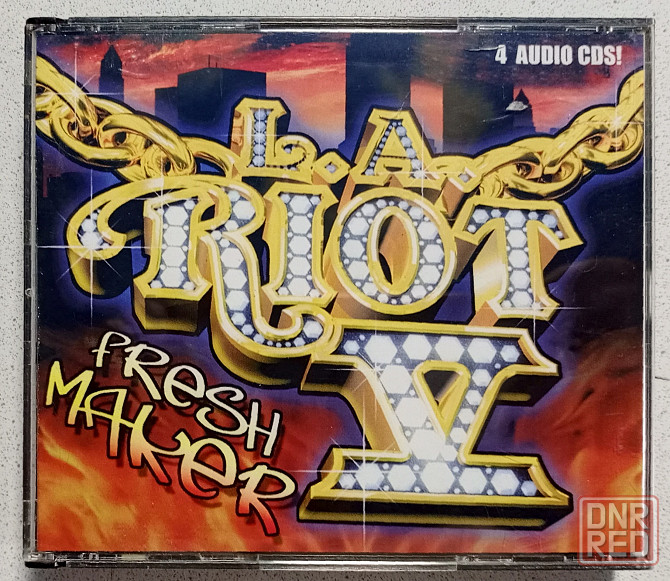 4 AUDIO CDS!
L.A.
RIOT
V
FRESH
MAKER
DNR
RED